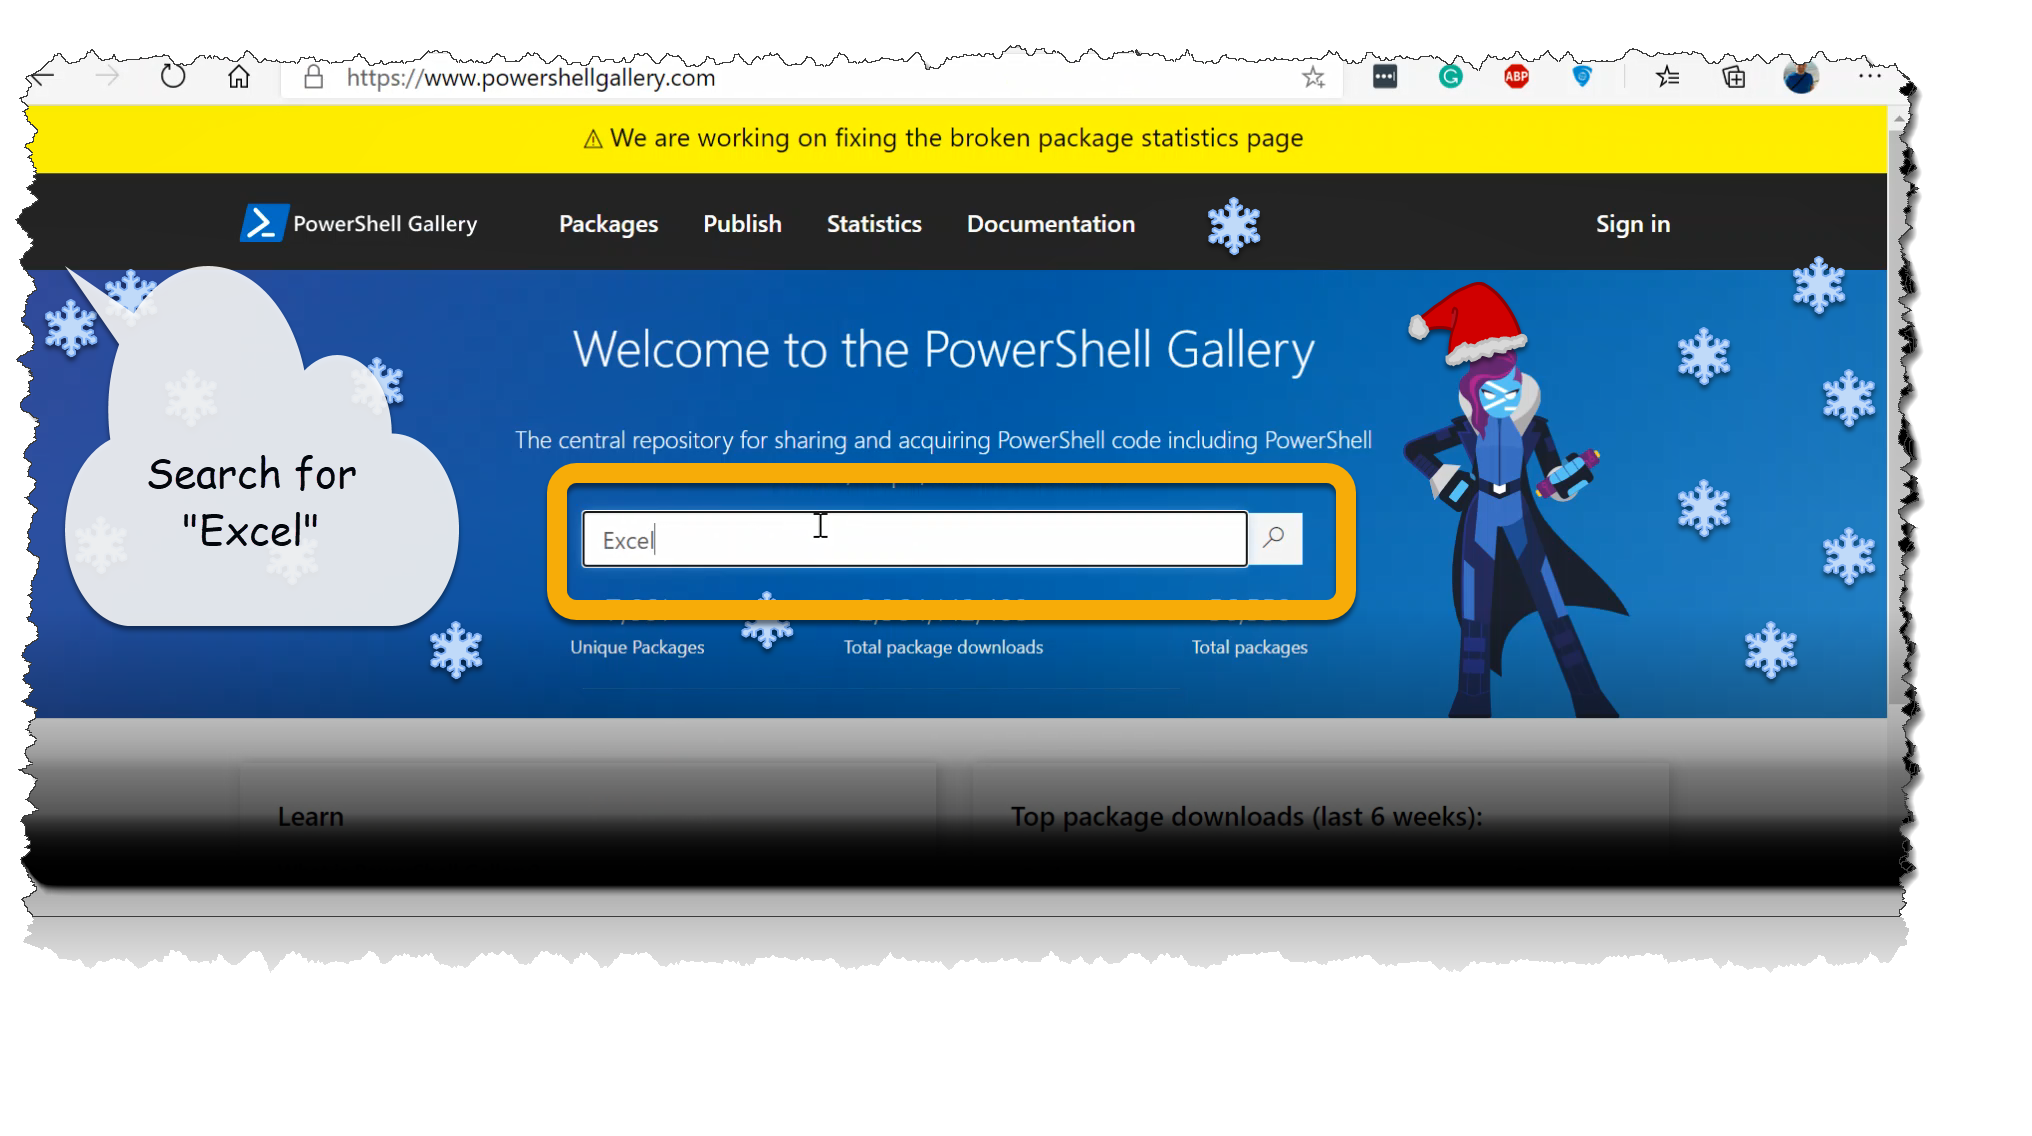 https://www.powershellgallery.com
ABP
⚠ We are working on fixing the broken package statistics page
PowerShell Gallery
Packages
Publish
Statistics
Documentation
Sign in
Welcome to the PowerShell Gallery
The central repository for sharing and acquiring PowerShell code including PowerShell
Search for
"Excel"
Excel
Unique Packages
Total package downloads
Total packages
Learn
Top package downloads (last 6 weeks):